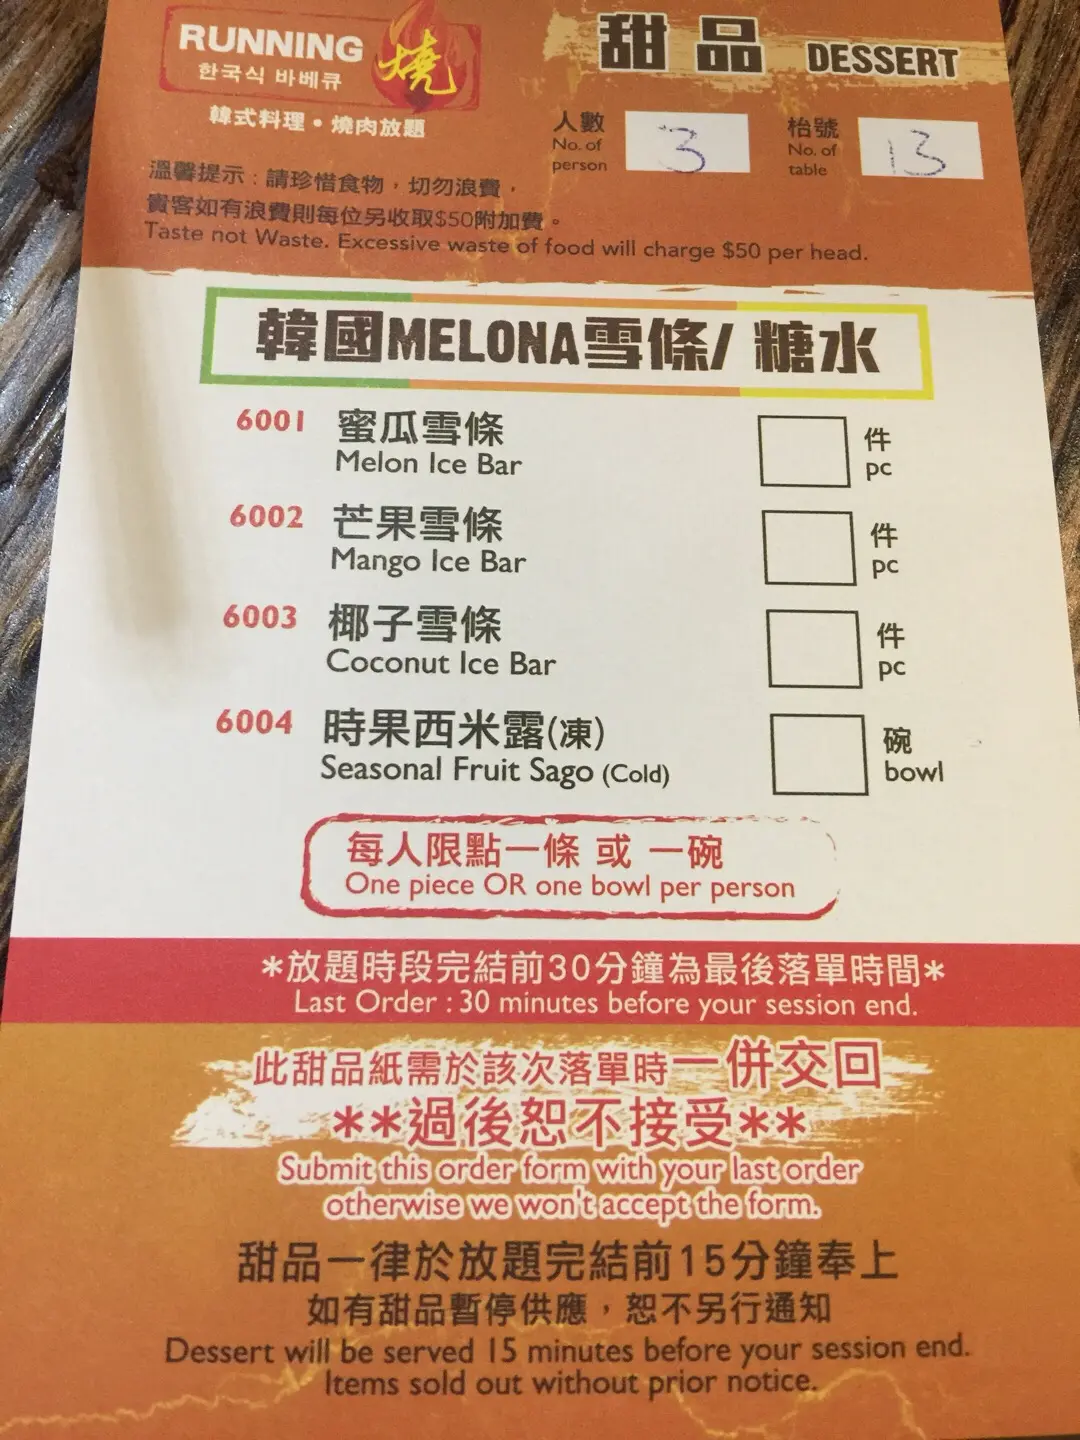 RUNNING
燒
한국식 바베큐
韓式料理•燒肉放題
甜品 DESSERT
人數
No. of
person
3
枱號
No. of
table
13
溫馨提示：請珍惜食物，切勿浪費，
貴客如有浪費則每位另收取$50附加費。
Taste not Waste. Excessive waste of food will charge $50 per head.
韓國MELONA雪條/ 糖水
6001 蜜瓜雪條 件
Melon Ice Bar pc
6002 芒果雪條 件
Mango Ice Bar pc
6003 椰子雪條 件
Coconut Ice Bar pc
6004 時果西米露(凍) 碗
Seasonal Fruit Sago (Cold) bowl
每人限點一條 或 一碗
One piece OR one bowl per person
*放題時段完結前30分鐘為最後落單時間*
Last Order : 30 minutes before your session end.
此甜品紙需於該次落單時一併交回
**過後恕不接受**
Submit this order form with your last order
otherwise we won't accept the form.
甜品一律於放題完結前15分鐘奉上
如有甜品暫停供應，恕不另行通知
Dessert will be served 15 minutes before your session end.
Items sold out without prior notice.